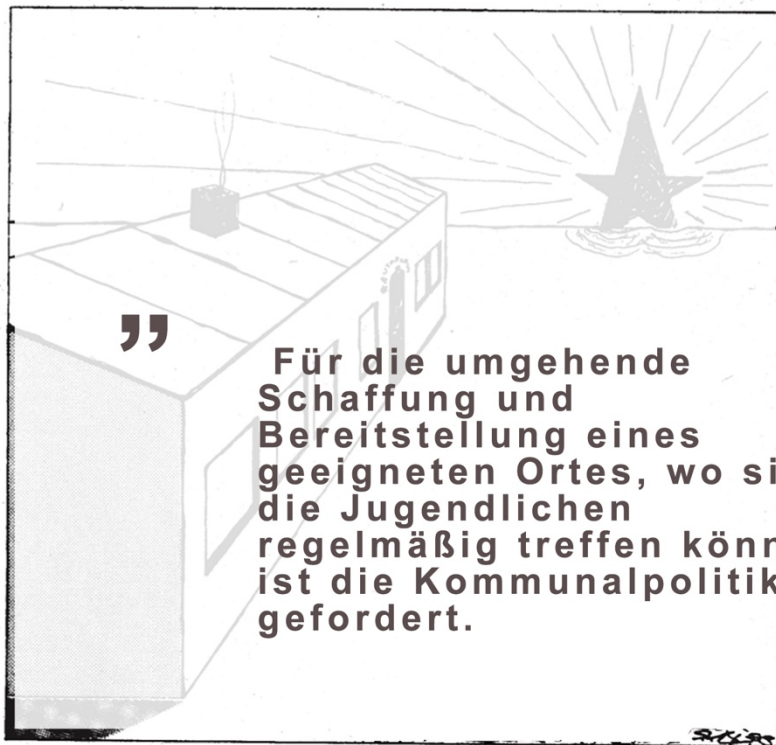 ”
Für die umgehende
Schaffung und
Bereitstellung eines
geeigneten Ortes, wo si
die Jugendlichen
regelmäßig treffen könn
ist die Kommunalpolitik
gefordert.